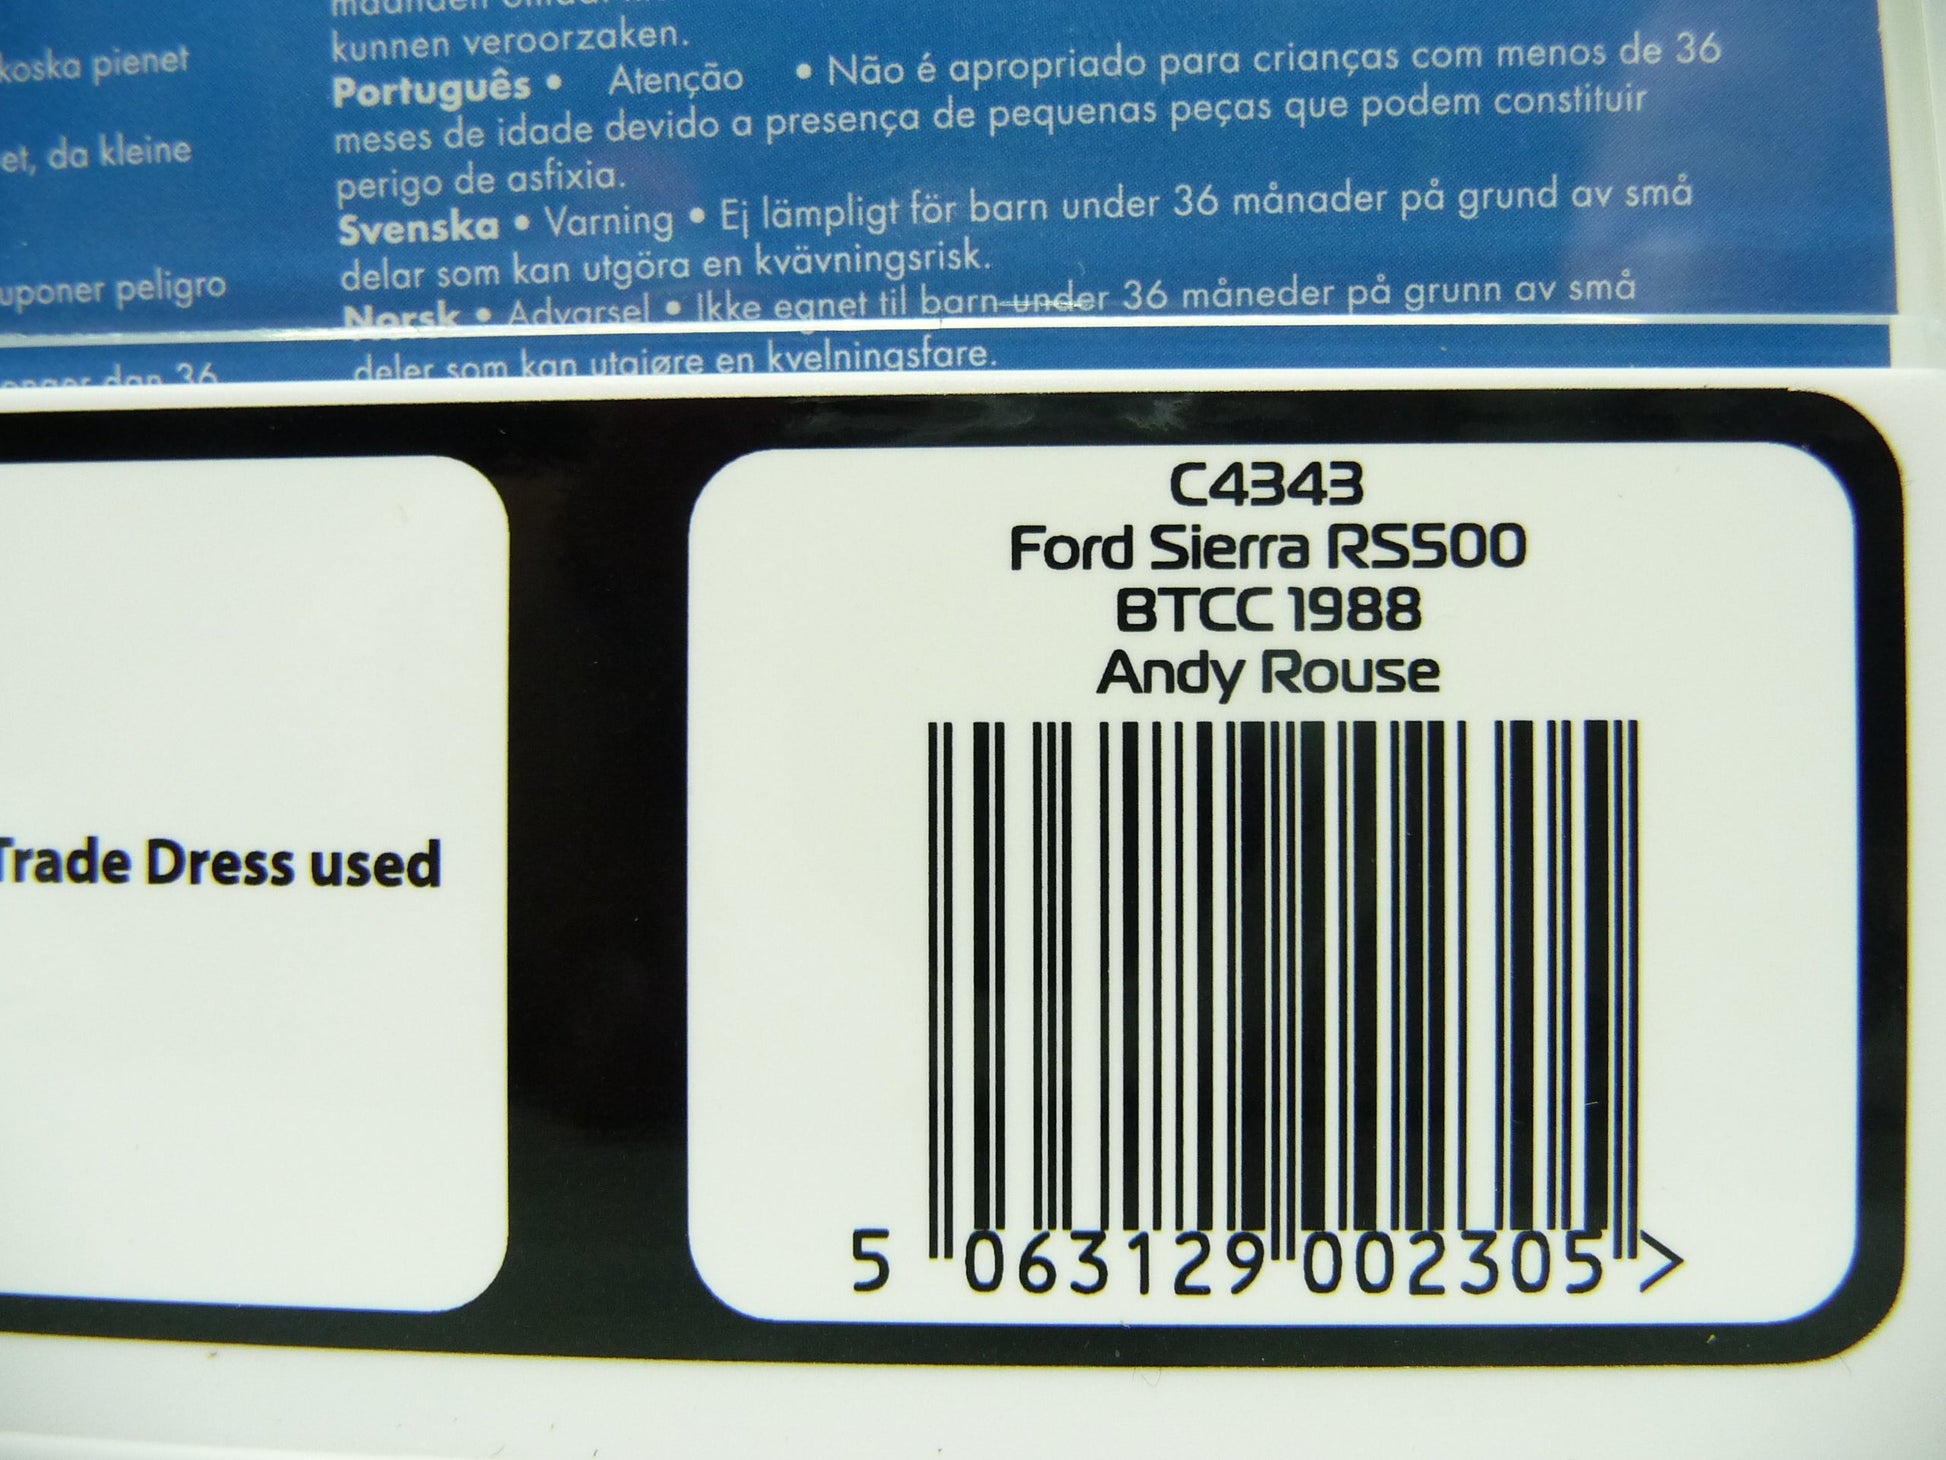 koska pienet
et, da kleine
uponer peligro
kunnen veroorzaken.
Português • Atenção • Não é apropriado para crianças com menos de 36
meses de idade devido a presença de pequenas peças que podem constituir
perigo de asfixia.
Svenska • Varning • Ej lämpligt för barn under 36 månader på grund av små
delar som kan utgöra en kvävningsrisk.
Norsk • Advarsel • Ikke egnet til barn under 36 måneder på grunn av små
deler som kan utgjøre en kvelningsfare.
dan 36
Trade Dress used
C4343
Ford Sierra RS500
BTCC 1988
Andy Rouse
5 063129 002305 >